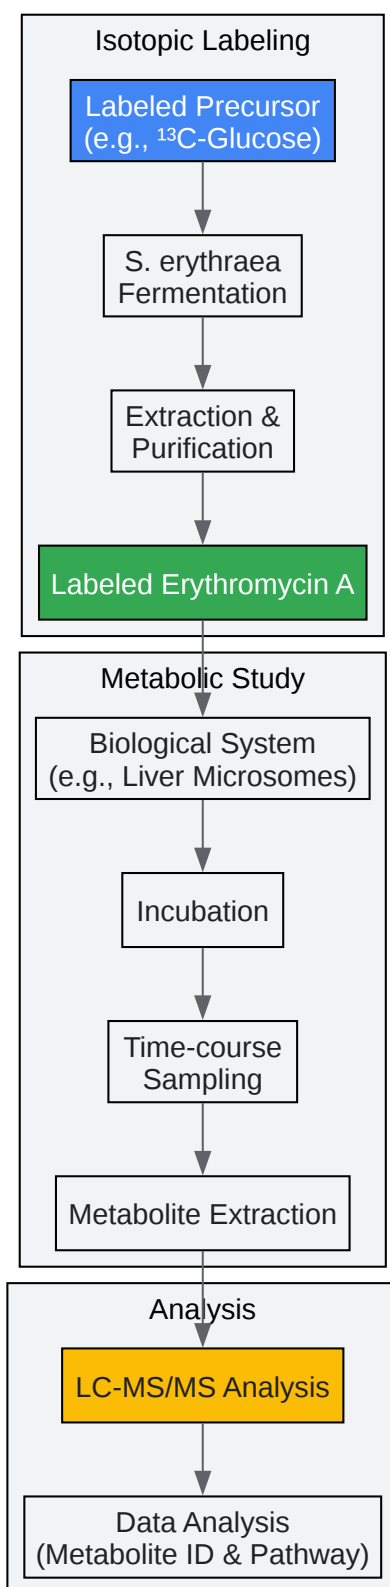 Isotopic Labeling
Labeled Precursor
(e.g., ¹³C-Glucose)
S. erythraea
Fermentation
Extraction &
Purification
Labeled Erythromycin A
Metabolic Study
Biological System
(e.g., Liver Microsomes)
Incubation
Time-course
Sampling
Metabolite Extraction
Analysis
LC-MS/MS Analysis
Data Analysis
(Metabolite ID & Pathway)